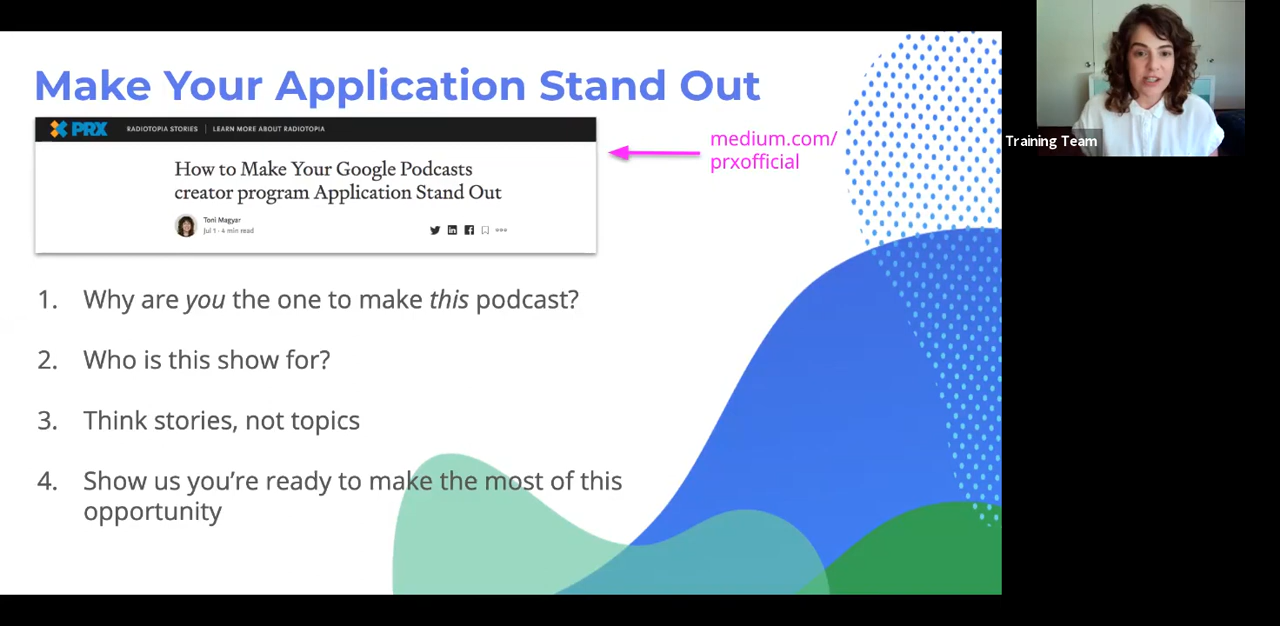 Make Your Application Stand Out
PRX RADIOTOPIA STORIES | LEARN MORE ABOUT RADIOTOPIA
How to Make Your Google Podcasts
creator program Application Stand Out
Toni Magyar
Jul 1 · 4 min read
medium.com/
prxofficial
1. Why are you the one to make this podcast?
2. Who is this show for?
3. Think stories, not topics
4. Show us you’re ready to make the most of this
opportunity
Training Team